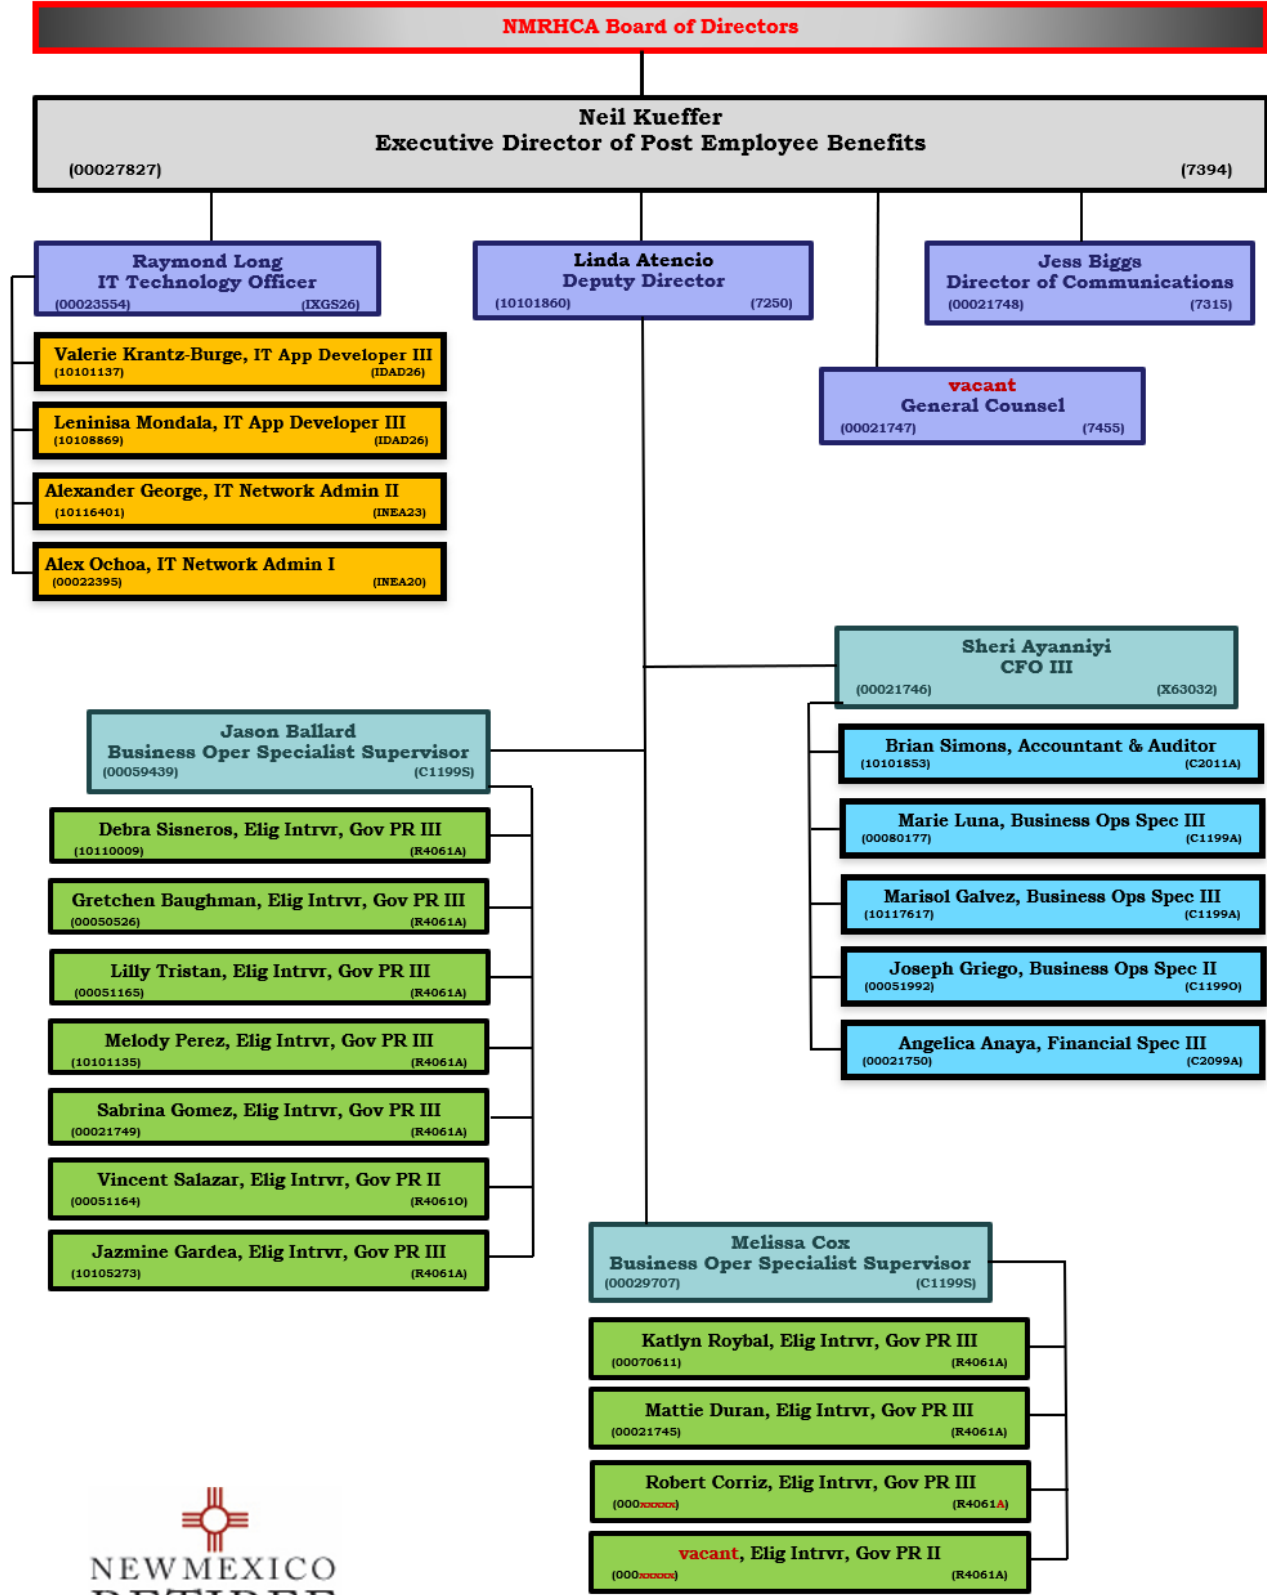 NMRHCA Board of Directors
Neil Kueffer
Executive Director of Post Employee Benefits
(00027827) (7394)
Raymond Long
IT Technology Officer
(00023554) (IXGS26)
Linda Atencio
Deputy Director
(10101860) (7250)
Jess Biggs
Director of Communications
(00021748) (7315)
vacant
General Counsel
(00021747) (7455)
Valerie Krantz-Burge, IT App Developer III
(10101137) (IDAD26)
Leninisa Mondala, IT App Developer III
(10108869) (IDAD26)
Alexander George, IT Network Admin II
(10116401) (INEA23)
Alex Ochoa, IT Network Admin I
(00022395) (INEA20)
Sheri Ayanniyi
CFO III
(00021746) (X63032)
Brian Simons, Accountant & Auditor
(10101853) (C2011A)
Marie Luna, Business Ops Spec III
(00080177) (C1199A)
Marisol Galvez, Business Ops Spec III
(10117617) (C1199A)
Joseph Griego, Business Ops Spec II
(00051992) (C1199O)
Angelica Anaya, Financial Spec III
(00021750) (C2099A)
Jason Ballard
Business Oper Specialist Supervisor
(00059439) (C1199S)
Debra Sisneros, Elig Intrvr, Gov PR III
(10110009) (R4061A)
Gretchen Baughman, Elig Intrvr, Gov PR III
(00050526) (R4061A)
Lilly Tristan, Elig Intrvr, Gov PR III
(00051165) (R4061A)
Melody Perez, Elig Intrvr, Gov PR III
(10101135) (R4061A)
Sabrina Gomez, Elig Intrvr, Gov PR III
(00021749) (R4061A)
Vincent Salazar, Elig Intrvr, Gov PR II
(00051164) (R4061O)
Jazmine Gardea, Elig Intrvr, Gov PR III
(10105273) (R4061A)
Melissa Cox
Business Oper Specialist Supervisor
(00029707) (C1199S)
Katlyn Roybal, Elig Intrvr, Gov PR III
(00070611) (R4061A)
Mattie Duran, Elig Intrvr, Gov PR III
(00021745) (R4061A)
Robert Corriz, Elig Intrvr, Gov PR III
(000xxxxx) (R4061A)
vacant, Elig Intrvr, Gov PR II
(000xxxxx) (R4061A)
NEW MEXICO
RETIREE